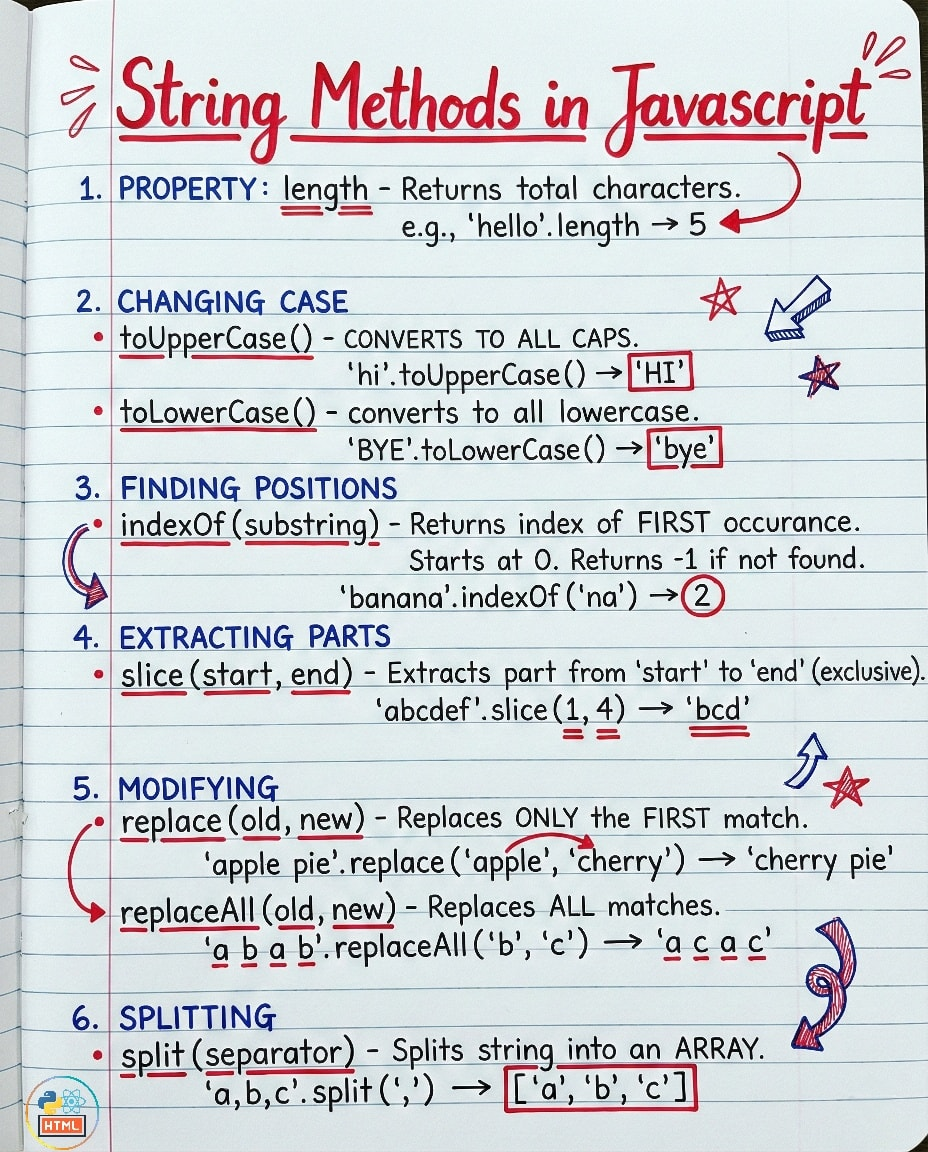 String Methods in Javascript
1. PROPERTY: length - Returns total characters.
e.g., 'hello'.length → 5
2. CHANGING CASE
• toUpperCase() - CONVERTS TO ALL CAPS.
'hi'.toUpperCase() → 'HI'
• toLowerCase() - converts to all lowercase.
'BYE'.toLowerCase() → 'bye'
3. FINDING POSITIONS
• indexOf(substring) - Returns index of FIRST occurance.
Starts at 0. Returns -1 if not found.
'banana'.indexOf('na') → 2
4. EXTRACTING PARTS
• slice(start, end) - Extracts part from 'start' to 'end' (exclusive).
'abcdef'.slice(1, 4) → 'bcd'
5. MODIFYING
• replace(old, new) - Replaces ONLY the FIRST match.
'apple pie'.replace('apple', 'cherry') → 'cherry pie'
replaceAll(old, new) - Replaces ALL matches.
'a b a b'.replaceAll('b', 'c') → 'a c a c'
6. SPLITTING
• split(separator) - Splits string into an ARRAY.
'a,b,c'.split(',') → ['a', 'b', 'c']
HTML